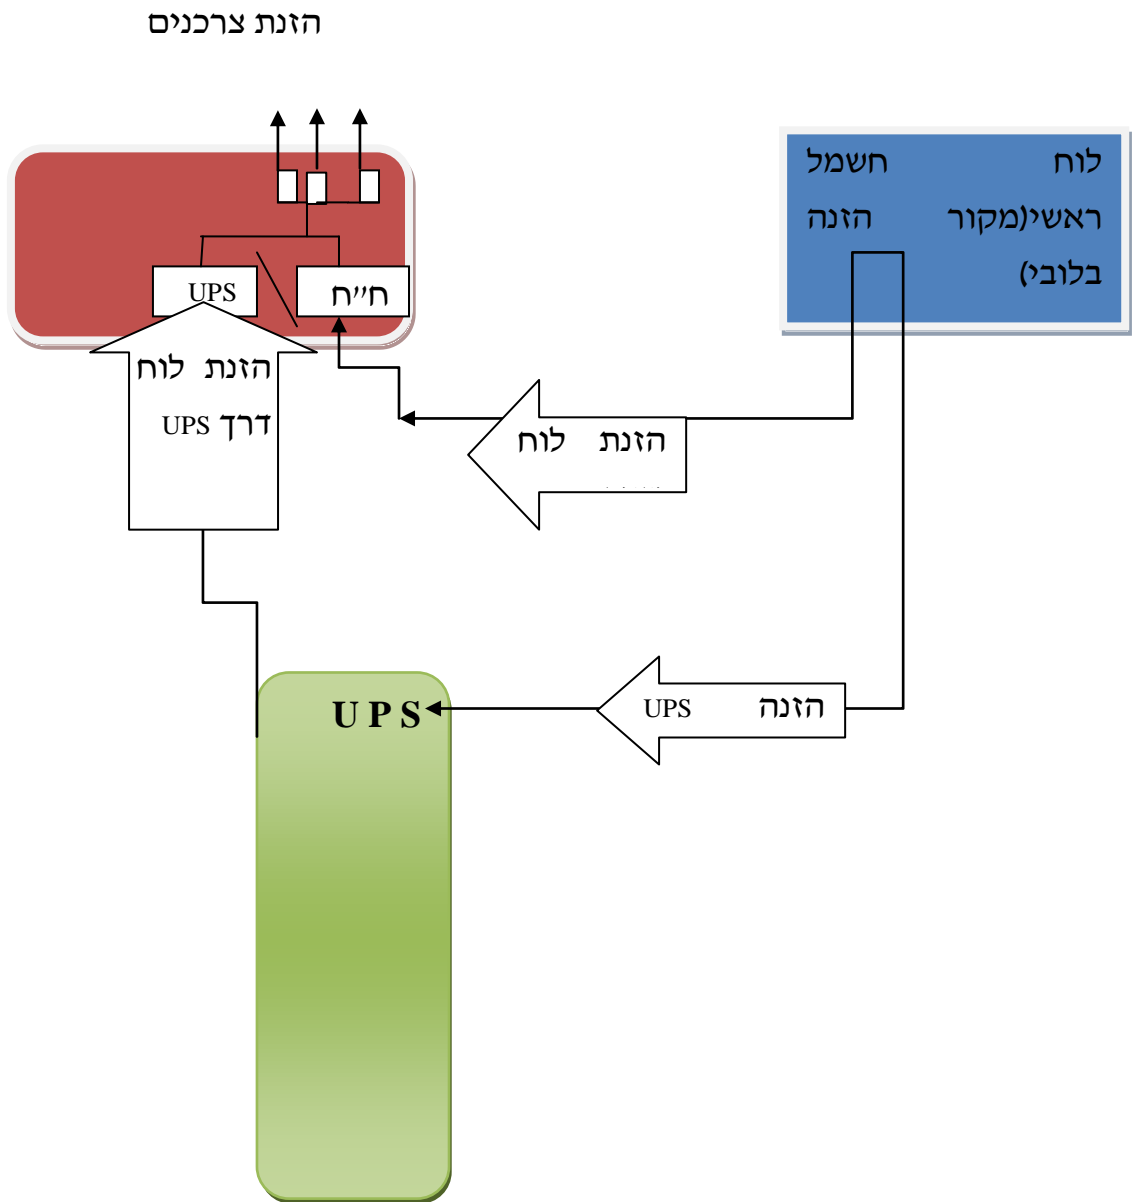 הזנת צרכנים
לוח חשמל
ראשי(מקור הזנה
בלובי)
UPS
ח״ח
הזנת לוח
דרך UPS
הזנת לוח
UPS
הזנה UPS